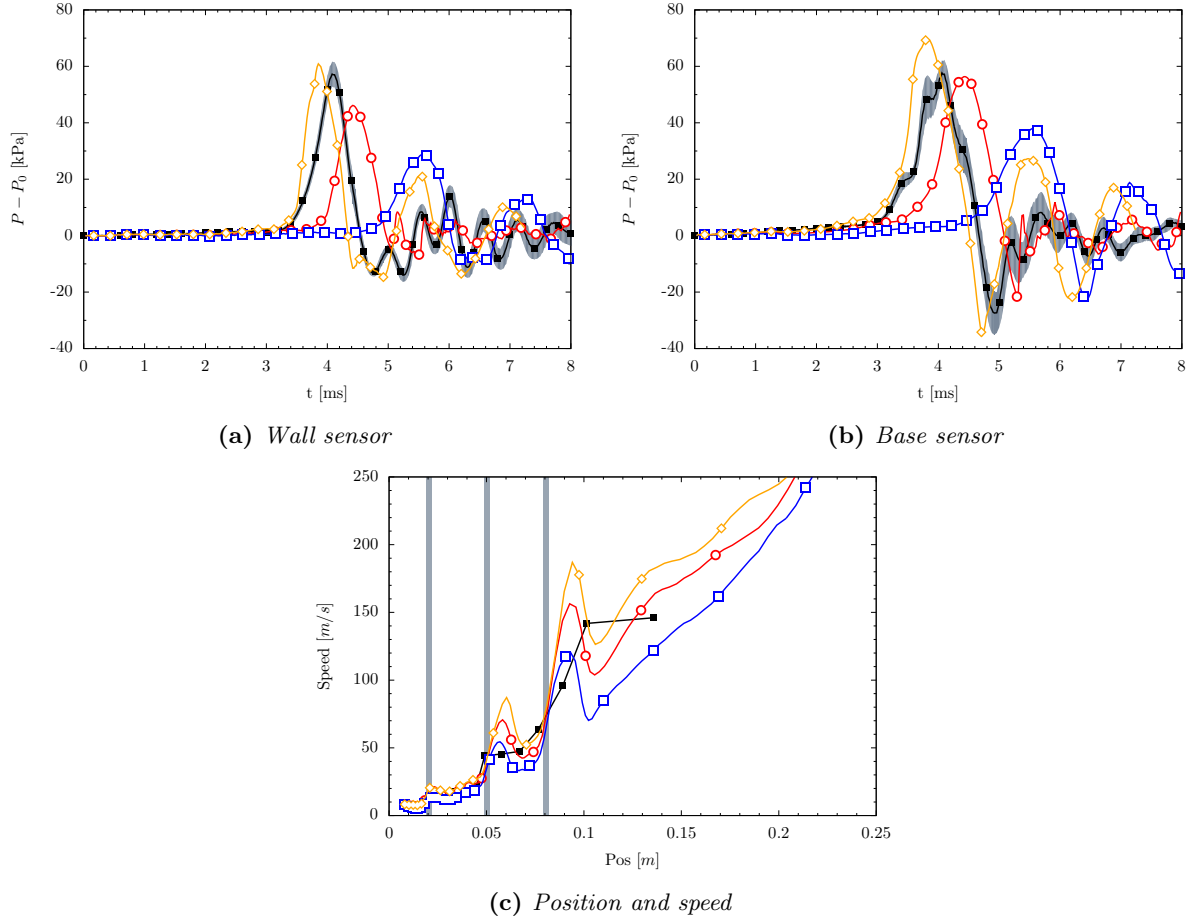 80
60
40
20
0
-20
-40
P − P₀ [kPa]
0 1 2 3 4 5 6 7 8
t [ms]
(a) Wall sensor
80
60
40
20
0
-20
-40
P − P₀ [kPa]
0 1 2 3 4 5 6 7 8
t [ms]
(b) Base sensor
250
200
150
100
50
0
Speed [m/s]
0 0.05 0.1 0.15 0.2 0.25
Pos [m]
(c) Position and speed